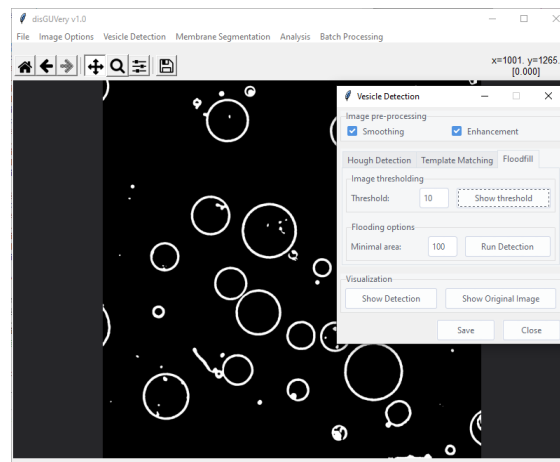 disGUVery v1.0
File Image Options Vesicle Detection Membrane Segmentation Analysis Batch Processing
x=1001. y=1265.
[0.000]
Vesicle Detection
Image pre-processing
Smoothing Enhancement
Hough Detection Template Matching Floodfill
Image thresholding
Threshold: 10 Show threshold
Flooding options
Minimal area: 100 Run Detection
Visualization
Show Detection Show Original Image
Save Close